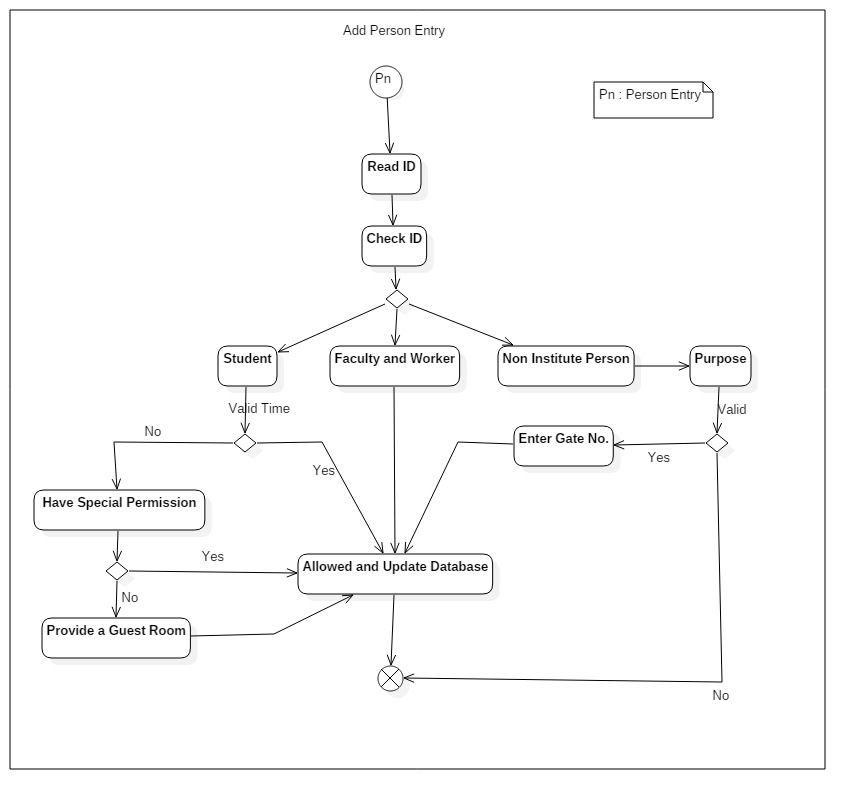 Add Person Entry
Pn
Pn : Person Entry
Read ID
Check ID
Student
Faculty and Worker
Non Institute Person
Purpose
Valid Time
Valid
No
Enter Gate No.
Yes
Yes
Have Special Permission
Yes
Allowed and Update Database
No
Provide a Guest Room
No